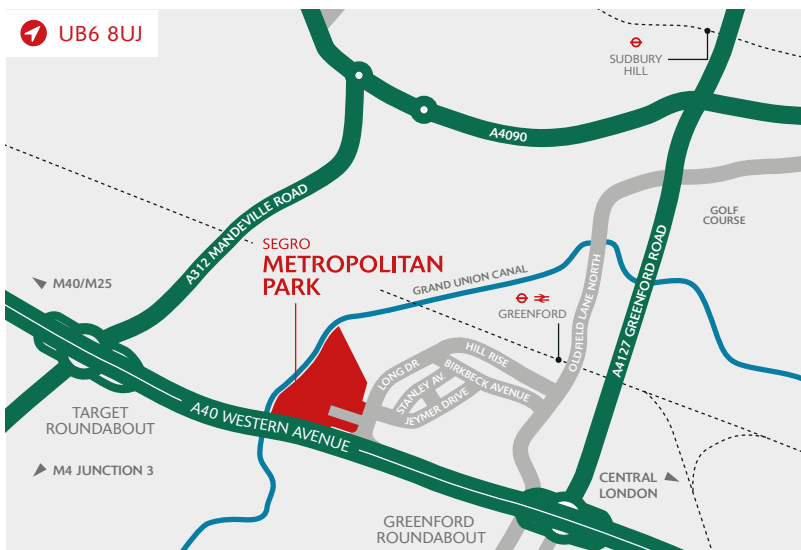 UB6 8UJ
SUDBURY
HILL
A4090
A312 MANDEVILLE ROAD
GOLF
COURSE
SEGRO
METROPOLITAN
PARK
M40/M25
GRAND UNION CANAL
GREENFORD
OLDFIELD LANE NORTH
A4127 GREENFORD ROAD
LONG DR
HILL RISE
STANLEY AV.
BIRKBECK AVENUE
JEYMER DRIVE
TARGET
ROUNDABOUT
A40 WESTERN AVENUE
M4 JUNCTION 3
CENTRAL
LONDON
GREENFORD
ROUNDABOUT